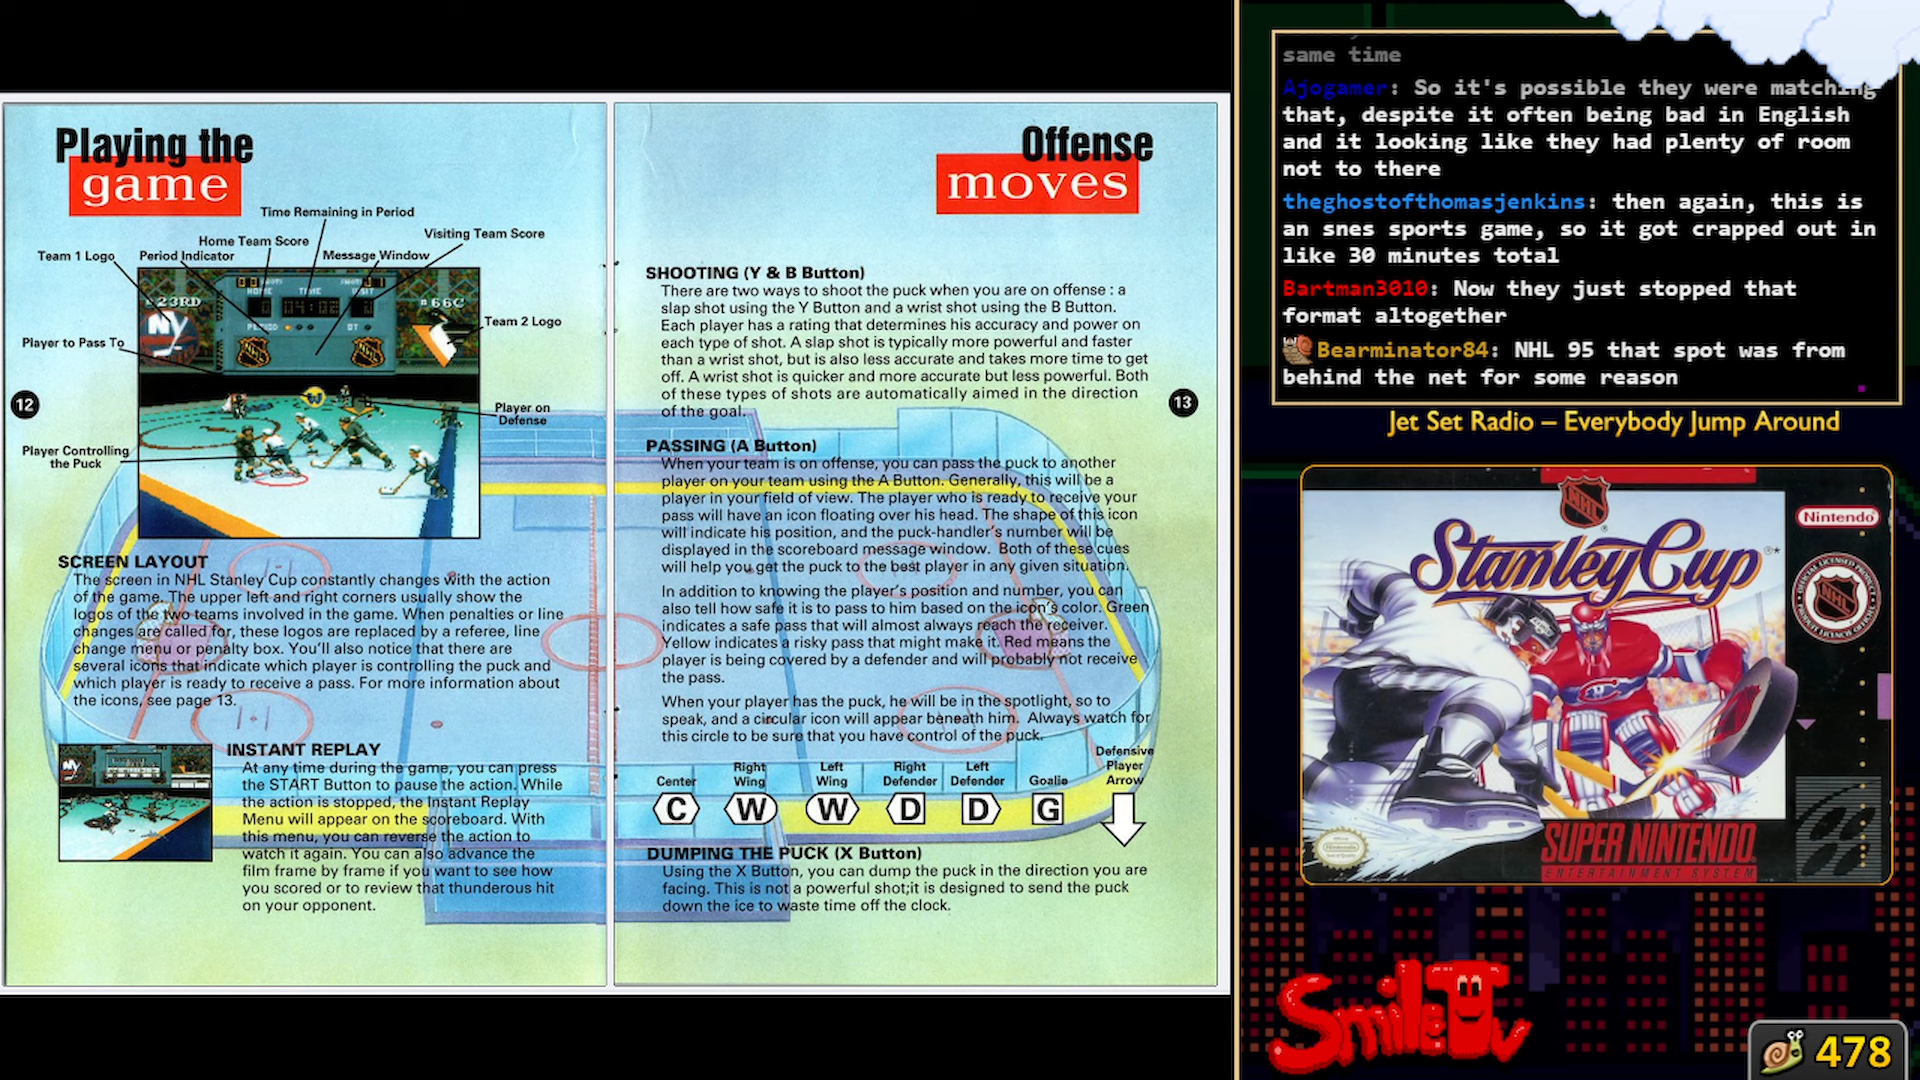 Playing the
game
Time Remaining in Period
Home Team Score
Visiting Team Score
Team 1 Logo
Period Indicator
Message Window
Team 2 Logo
Player to Pass To
Player on
Defense
Player Controlling
the Puck
12
SCREEN LAYOUT
The screen in NHL Stanley Cup constantly changes with the action
of the game. The upper left and right corners usually show the
logos of the two teams involved in the game. When penalties or line
changes are called for, these logos are replaced by a referee, line
change menu or penalty box. You'll also notice that there are
several icons that indicate which player is controlling the puck and
which player is ready to receive a pass. For more information about
the icons, see page 13.
INSTANT REPLAY
At any time during the game, you can press
the START Button to pause the action. While
the action is stopped, the Instant Replay
Menu will appear on the scoreboard. With
this menu, you can reverse the action to
watch it again. You can also advance the
film frame by frame if you want to see how
you scored or to review that thunderous hit
on your opponent.
Offense
moves
SHOOTING (Y & B Button)
There are two ways to shoot the puck when you are on offense : a
slap shot using the Y Button and a wrist shot using the B Button.
Each player has a rating that determines his accuracy and power on
each type of shot. A slap shot is typically more powerful and faster
than a wrist shot, but is also less accurate and takes more time to get
off. A wrist shot is quicker and more accurate but less powerful. Both
of these types of shots are automatically aimed in the direction
of the goal.
13
PASSING (A Button)
When your team is on offense, you can pass the puck to another
player on your team using the A Button. Generally, this will be a
player in your field of view. The player who is ready to receive your
pass will have an icon floating over his head. The shape of this icon
will indicate his position, and the puck-handler's number will be
displayed in the scoreboard message window. Both of these cues
will help you get the puck to the best player in any given situation.
In addition to knowing the player's position and number, you can
also tell how safe it is to pass to him based on the icon's color. Green
indicates a safe pass that will almost always reach the receiver.
Yellow indicates a risky pass that might make it. Red means the
player is being covered by a defender and will probably not receive
the pass.
When your player has the puck, he will be in the spotlight, so to
speak, and a circular icon will appear beneath him. Always watch for
this circle to be sure that you have control of the puck.
Center
Right
Wing
Left
Wing
Right
Defender
Left
Defender
Goalie
Defensive
Player
Arrow
C W W D D G
DUMPING THE PUCK (X Button)
Using the X Button, you can dump the puck in the direction you are
facing. This is not a powerful shot;it is designed to send the puck
down the ice to waste time off the clock.
same time
Ajogamer: So it's possible they were matching
that, despite it often being bad in English
and it looking like they had plenty of room
not to there
theghostofthomasjenkins: then again, this is
an snes sports game, so it got crapped out in
like 30 minutes total
Bartman3010: Now they just stopped that
format altogether
Bearminator84: NHL 95 that spot was from
behind the net for some reason
Jet Set Radio – Everybody Jump Around
NHL
Stanley Cup
Nintendo
SUPER NINTENDO
ENTERTAINMENT SYSTEM
SmileTv
478